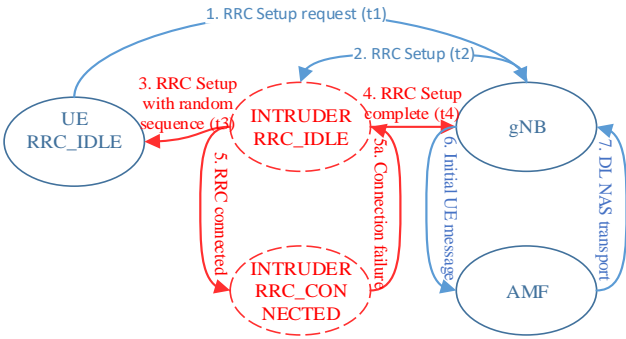 1. RRC Setup request (t1)
2. RRC Setup (t2)
3. RRC Setup
with random
sequence (t3)
4. RRC Setup
complete (t4)
UE
RRC_IDLE
INTRUDER
RRC_IDLE
gNB
5. RRC connected
5a. Connection failure
6. Initial UE message
7. DL NAS transport
INTRUDER
RRC_CON
NECTED
AMF